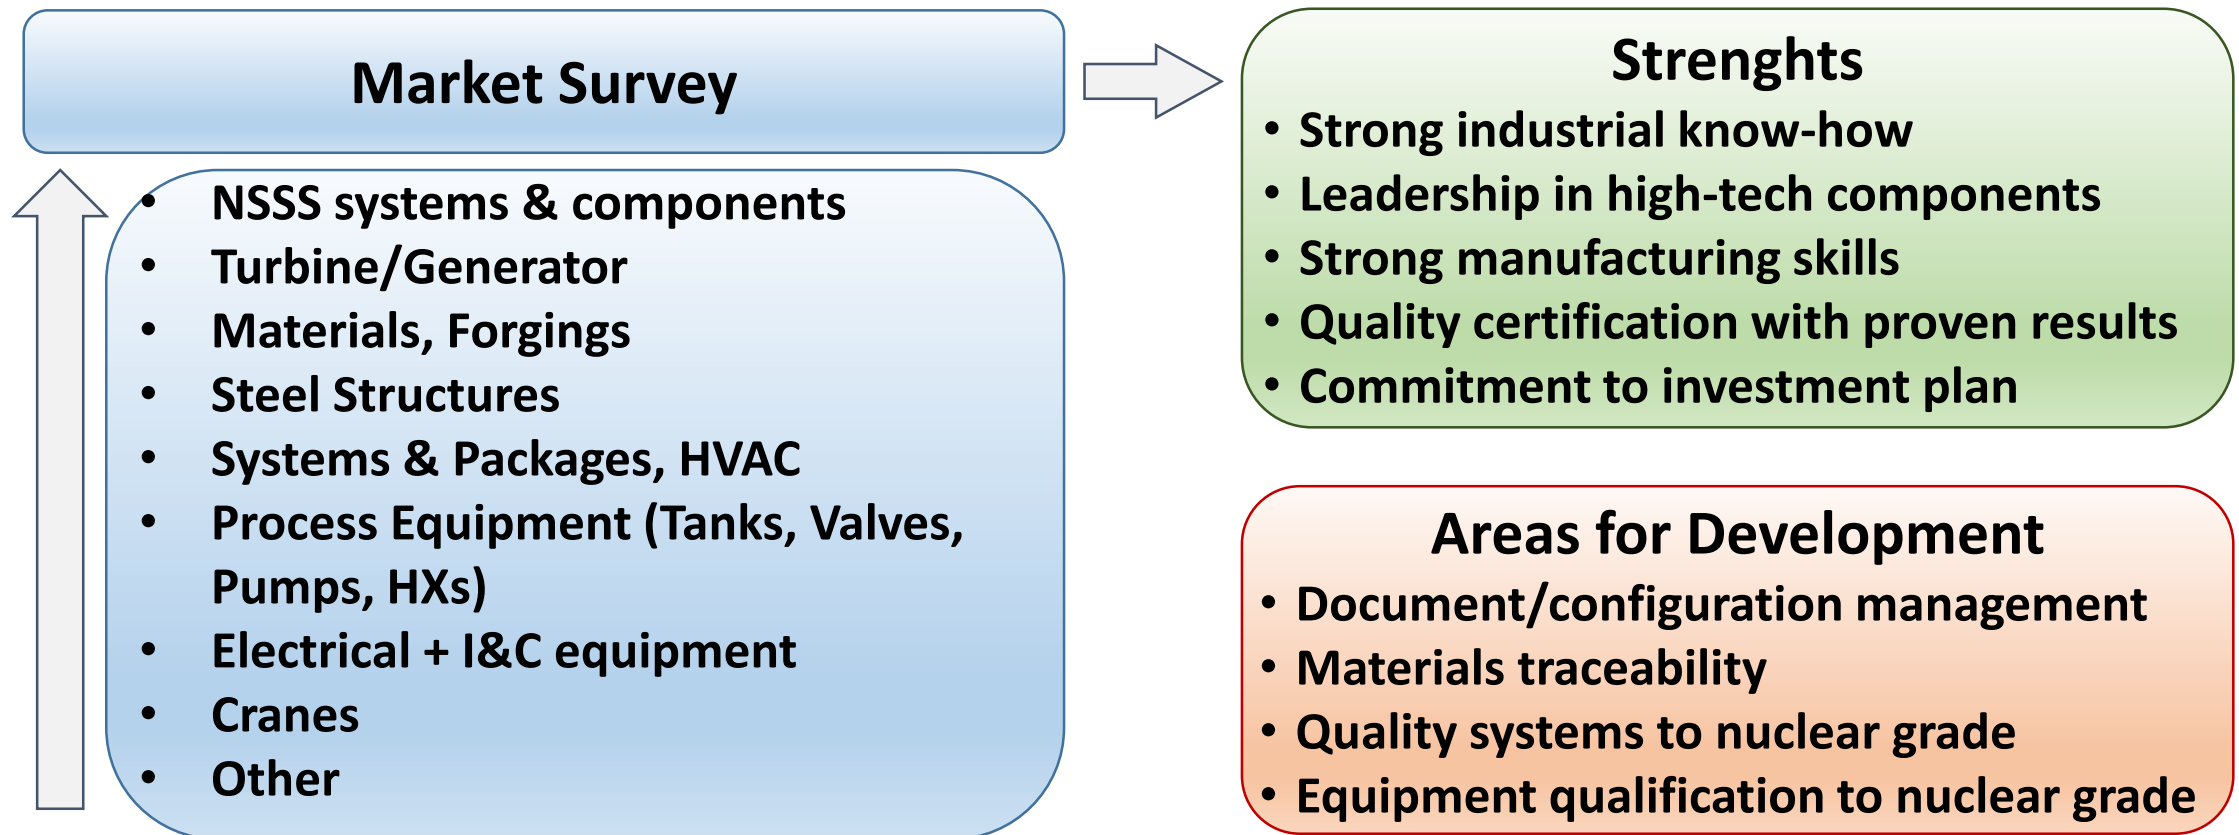 Market Survey
• NSSS systems & components
• Turbine/Generator
• Materials, Forgings
• Steel Structures
• Systems & Packages, HVAC
• Process Equipment (Tanks, Valves,
Pumps, HXs)
• Electrical + I&C equipment
• Cranes
• Other
Strenghts
• Strong industrial know-how
• Leadership in high-tech components
• Strong manufacturing skills
• Quality certification with proven results
• Commitment to investment plan
Areas for Development
• Document/configuration management
• Materials traceability
• Quality systems to nuclear grade
• Equipment qualification to nuclear grade